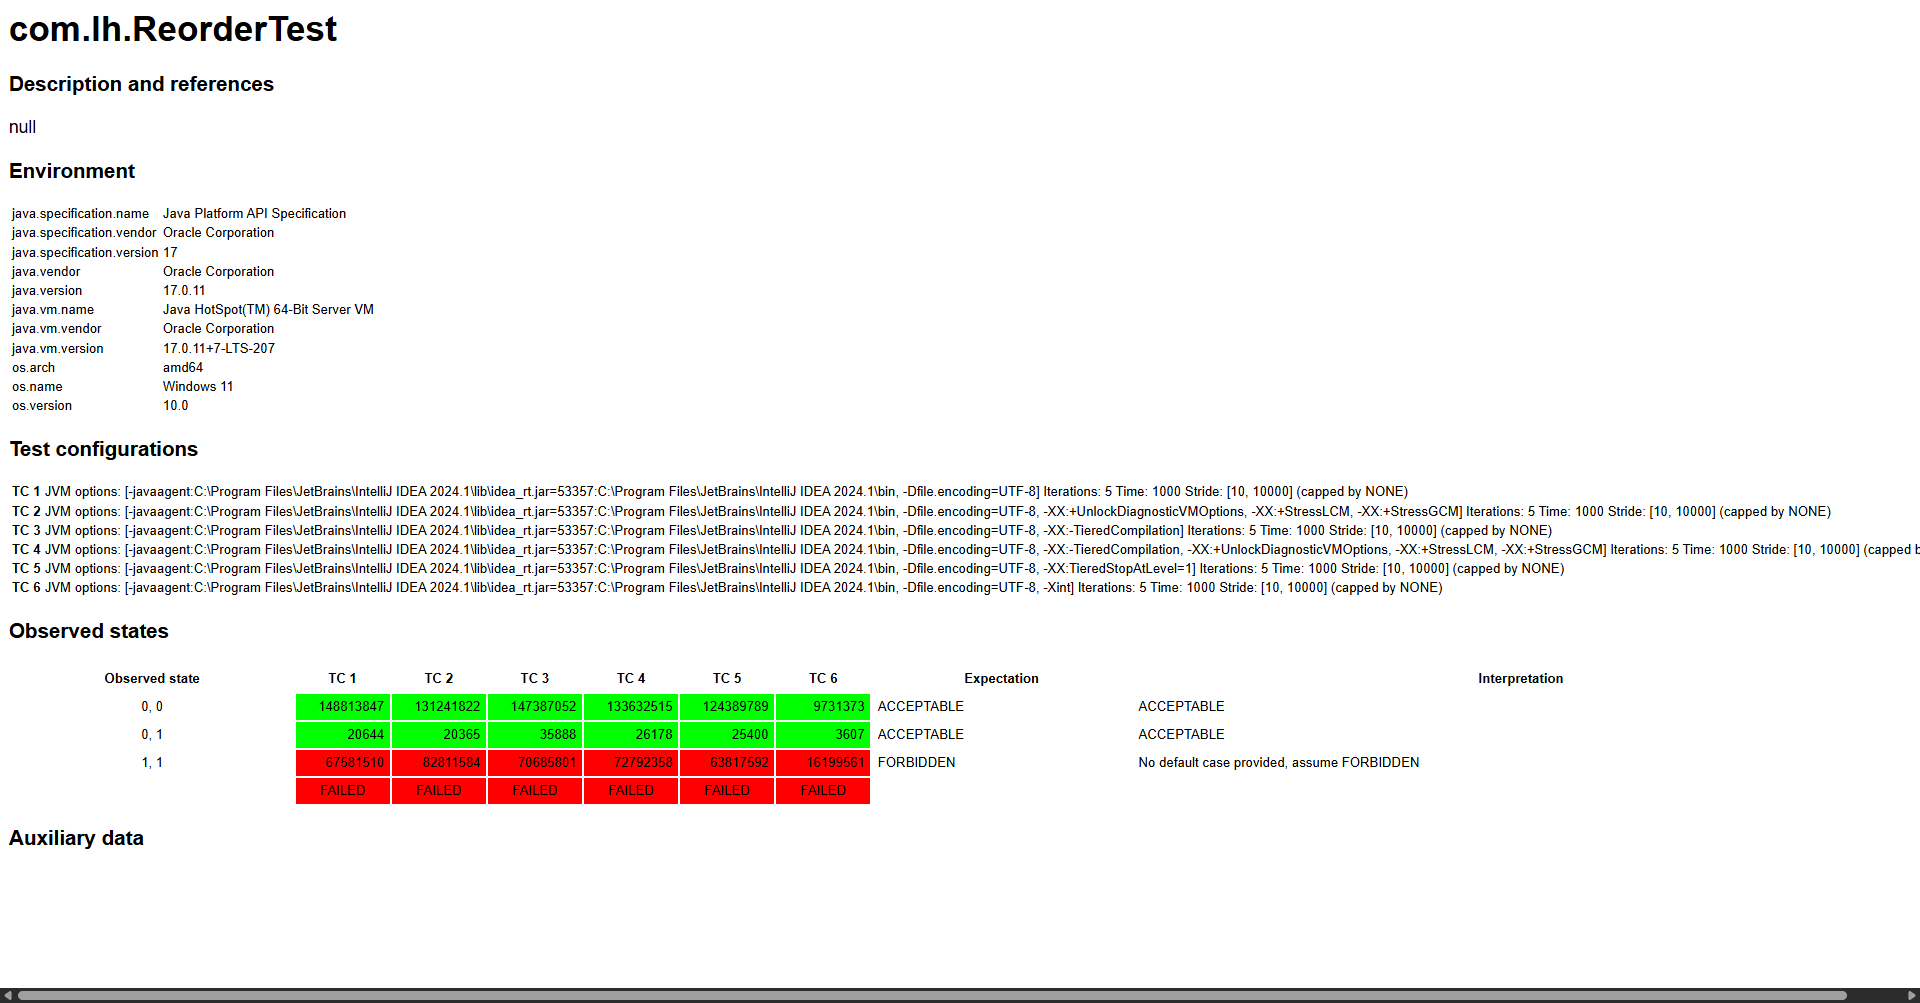 com.lh.ReorderTest
Description and references
null
Environment
java.specification.name Java Platform API Specification
java.specification.vendor Oracle Corporation
java.specification.version 17
java.vendor Oracle Corporation
java.version 17.0.11
java.vm.name Java HotSpot(TM) 64-Bit Server VM
java.vm.vendor Oracle Corporation
java.vm.version 17.0.11+7-LTS-207
os.arch amd64
os.name Windows 11
os.version 10.0
Test configurations
TC 1 JVM options: [-javaagent:C:\Program Files\JetBrains\IntelliJ IDEA 2024.1\lib\idea_rt.jar=53357:C:\Program Files\JetBrains\IntelliJ IDEA 2024.1\bin, -Dfile.encoding=UTF-8] Iterations: 5 Time: 1000 Stride: [10, 10000] (capped by NONE)
TC 2 JVM options: [-javaagent:C:\Program Files\JetBrains\IntelliJ IDEA 2024.1\lib\idea_rt.jar=53357:C:\Program Files\JetBrains\IntelliJ IDEA 2024.1\bin, -Dfile.encoding=UTF-8, -XX:+UnlockDiagnosticVMOptions, -XX:+StressLCM, -XX:+StressGCM] Iterations: 5 Time: 1000 Stride: [10, 10000] (capped by NONE)
TC 3 JVM options: [-javaagent:C:\Program Files\JetBrains\IntelliJ IDEA 2024.1\lib\idea_rt.jar=53357:C:\Program Files\JetBrains\IntelliJ IDEA 2024.1\bin, -Dfile.encoding=UTF-8, -XX:-TieredCompilation] Iterations: 5 Time: 1000 Stride: [10, 10000] (capped by NONE)
TC 4 JVM options: [-javaagent:C:\Program Files\JetBrains\IntelliJ IDEA 2024.1\lib\idea_rt.jar=53357:C:\Program Files\JetBrains\IntelliJ IDEA 2024.1\bin, -Dfile.encoding=UTF-8, -XX:-TieredCompilation, -XX:+UnlockDiagnosticVMOptions, -XX:+StressLCM, -XX:+StressGCM] Iterations: 5 Time: 1000 Stride: [10, 10000] (capped b
TC 5 JVM options: [-javaagent:C:\Program Files\JetBrains\IntelliJ IDEA 2024.1\lib\idea_rt.jar=53357:C:\Program Files\JetBrains\IntelliJ IDEA 2024.1\bin, -Dfile.encoding=UTF-8, -XX:TieredStopAtLevel=1] Iterations: 5 Time: 1000 Stride: [10, 10000] (capped by NONE)
TC 6 JVM options: [-javaagent:C:\Program Files\JetBrains\IntelliJ IDEA 2024.1\lib\idea_rt.jar=53357:C:\Program Files\JetBrains\IntelliJ IDEA 2024.1\bin, -Dfile.encoding=UTF-8, -Xint] Iterations: 5 Time: 1000 Stride: [10, 10000] (capped by NONE)
Observed states
Observed state TC 1 TC 2 TC 3 TC 4 TC 5 TC 6 Expectation Interpretation
0, 0 148813847 131241822 147387052 133632515 124389789 9731373 ACCEPTABLE ACCEPTABLE
0, 1 20644 20365 35888 26178 25400 3607 ACCEPTABLE ACCEPTABLE
1, 1 67581510 82811584 70685801 72792358 63817592 16199561 FORBIDDEN No default case provided, assume FORBIDDEN
FAILED FAILED FAILED FAILED FAILED FAILED
Auxiliary data